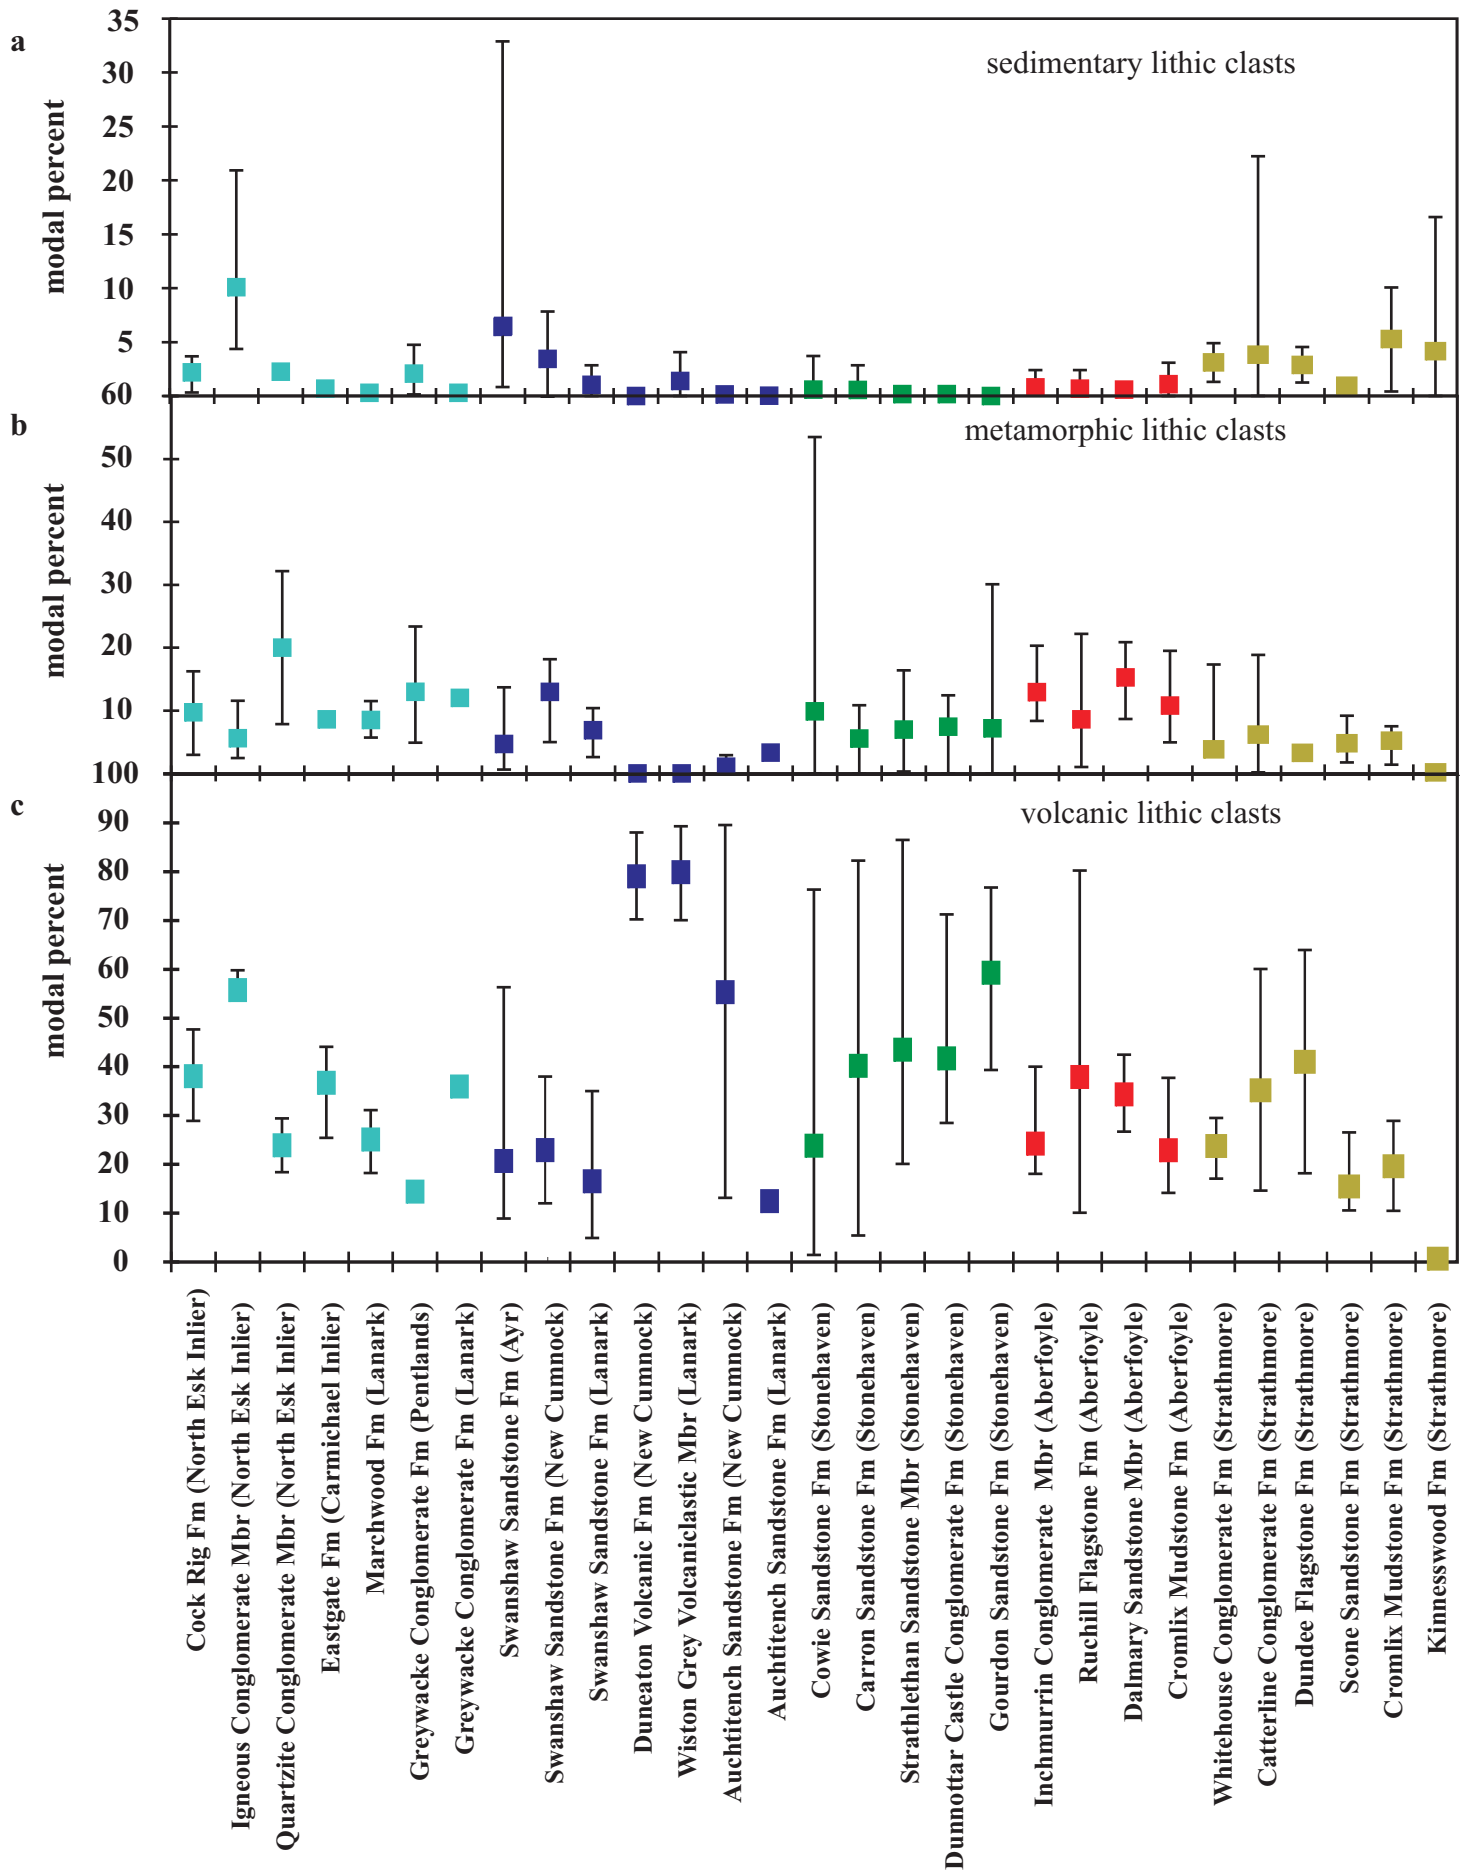 a
sedimentary lithic clasts
modal percent
35
30
25
20
15
10
5
60
b
metamorphic lithic clasts
modal percent
50
40
30
20
10
100
c
volcanic lithic clasts
modal percent
90
80
70
60
50
40
30
20
10
0
Cock Rig Fm (North Esk Inlier)
Igneous Conglomerate Mbr (North Esk Inlier)
Quartzite Conglomerate Mbr (North Esk Inlier)
Eastgate Fm (Carmichael Inlier)
Marchwood Fm (Lanark)
Greywacke Conglomerate Fm (Pentlands)
Greywacke Conglomerate Fm (Lanark)
Swanshaw Sandstone Fm (Ayr)
Swanshaw Sandstone Fm (New Cumnock)
Swanshaw Sandstone Fm (Lanark)
Duneaton Volcanic Fm (New Cumnock)
Wiston Grey Volcaniclastic Mbr (Lanark)
Auchtitench Sandstone Fm (New Cumnock)
Auchtitench Sandstone Fm (Lanark)
Cowie Sandstone Fm (Stonehaven)
Carron Sandstone Fm (Stonehaven)
Strathlethan Sandstone Mbr (Stonehaven)
Dunnottar Castle Conglomerate Fm (Stonehaven
Gourdon Sandstone Fm (Stonehaven)
Inchmurrin Conglomerate Mbr (Aberfoyle)
Ruchill Flagstone Fm (Aberfoyle)
Dalmary Sandstone Mbr (Aberfoyle)
Cromlix Mudstone Fm (Aberfoyle)
Whitehouse Conglomerate Fm (Strathmore)
Catterline Conglomerate Fm (Strathmore)
Dundee Flagstone Fm (Strathmore)
Scone Sandstone Fm (Strathmore)
Cromlix Mudstone Fm (Strathmore)
Kinnesswood Fm (Strathmore)